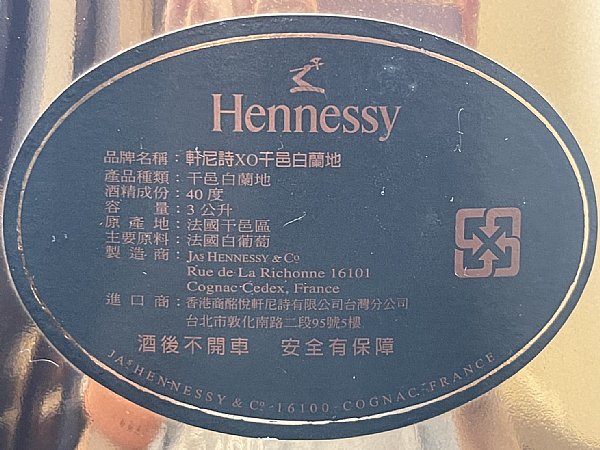 Hennessy
品牌名稱：軒尼詩XO干邑白蘭地
產品種類：干邑白蘭地
酒精成份：40度
容量：3公升
原產地：法國干邑區
主要原料：法國白葡萄
製造商：JAS HENNESSY & CO
Rue de La Richonne 16101
Cognac Cedex, France
進口商：香港商酩悅軒尼詩有限公司台灣分公司
台北市敦化南路二段95號5樓
酒後不開車 安全有保障
JAS HENNESSY & CO - 16100 - COGNAC - FRANCE